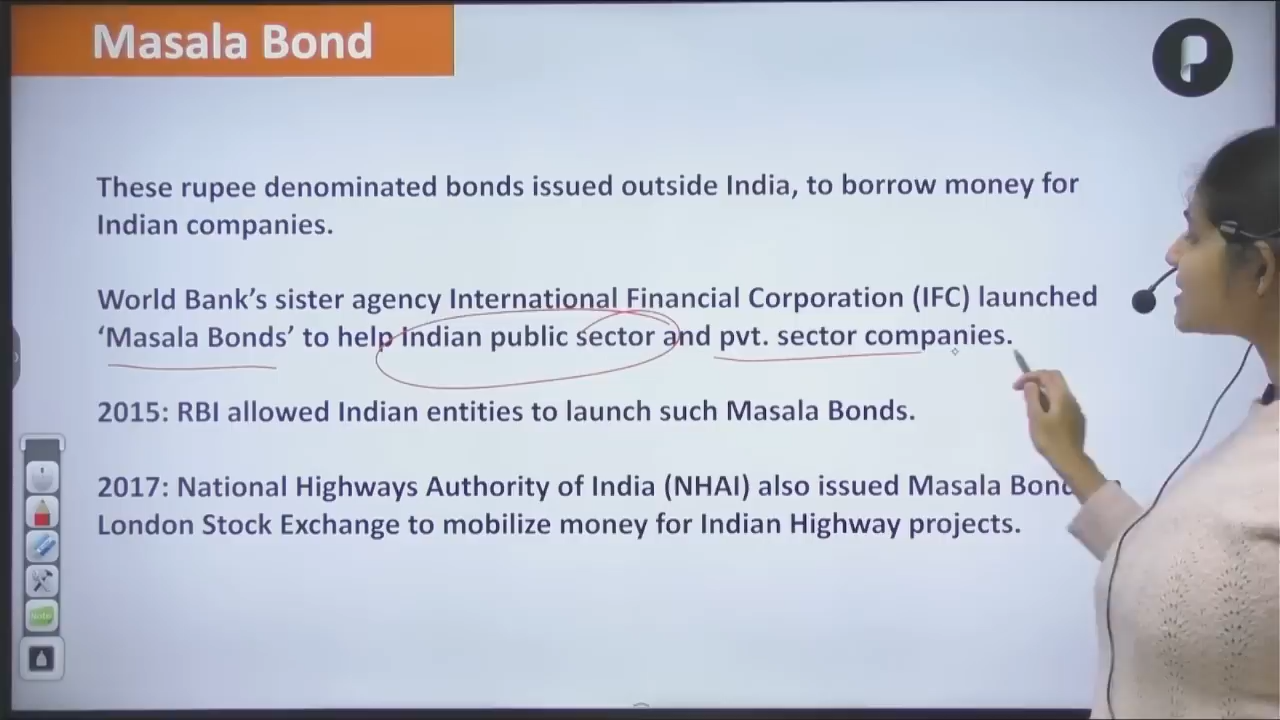 Masala Bond
These rupee denominated bonds issued outside India, to borrow money for
Indian companies.
World Bank's sister agency International Financial Corporation (IFC) launched
'Masala Bonds' to help Indian public sector and pvt. sector companies.
2015: RBI allowed Indian entities to launch such Masala Bonds.
2017: National Highways Authority of India (NHAI) also issued Masala
London Stock Exchange to mobilize money for Indian Highway projects.